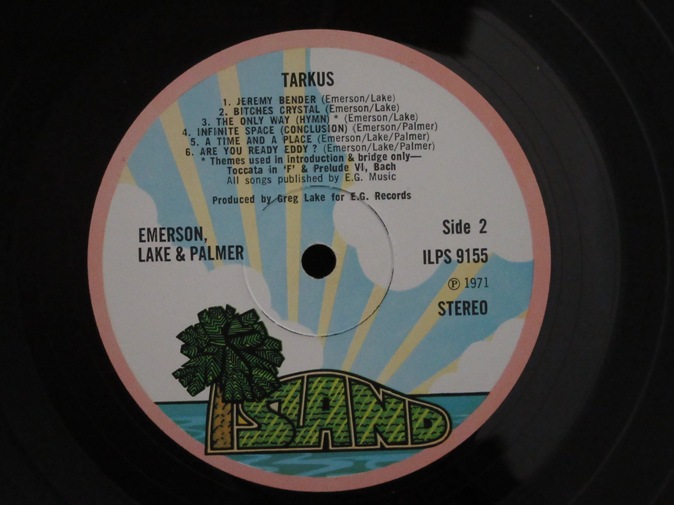 TARKUS
1. JEREMY BENDER (Emerson/Lake)
2. BITCHES CRYSTAL (Emerson/Lake)
3. THE ONLY WAY (HYMN) * (Emerson/Lake)
4. INFINITE SPACE (CONCLUSION) (Emerson/Palmer)
5. A TIME AND A PLACE (Emerson/Lake/Palmer)
6. ARE YOU READY EDDY ? (Emerson/Lake/Palmer)
* Themes used in introduction & bridge only—
Toccata in 'F' & Prelude VI, Bach
All songs published by E.G. Music
Produced by Greg Lake for E.G. Records
EMERSON,
LAKE & PALMER
Side 2
ILPS 9155
Ⓟ 1971
STEREO
ISLAND